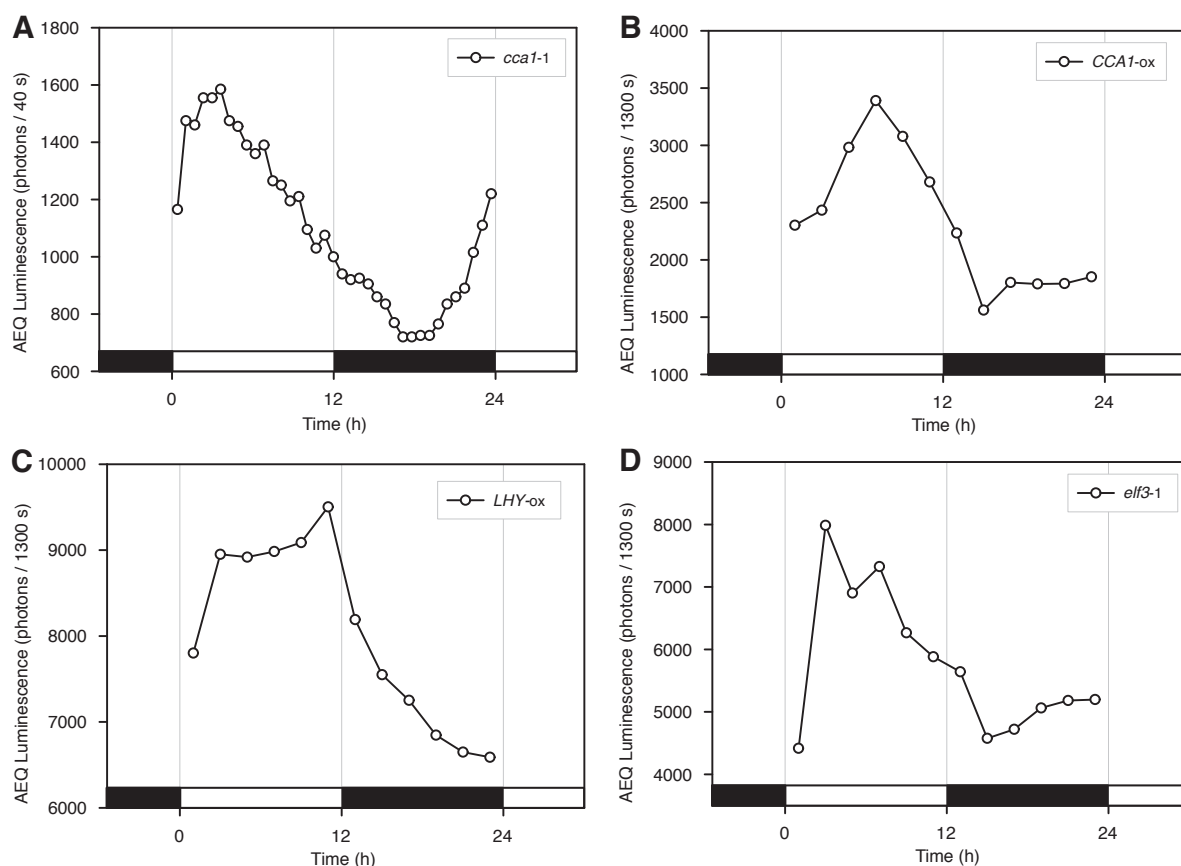 A
AEQ Luminescence (photons / 40 s)
1800
1600
1400
1200
1000
800
600
cca1-1
0 12 24
Time (h)
B
AEQ Luminescence (photons / 1300 s)
4000
3500
3000
2500
2000
1500
1000
CCA1-ox
0 12 24
Time (h)
C
AEQ Luminescence (photons / 1300 s)
10000
9000
8000
7000
6000
LHY-ox
0 12 24
Time (h)
D
AEQ Luminescence (photons / 1300 s)
9000
8000
7000
6000
5000
4000
elf3-1
0 12 24
Time (h)